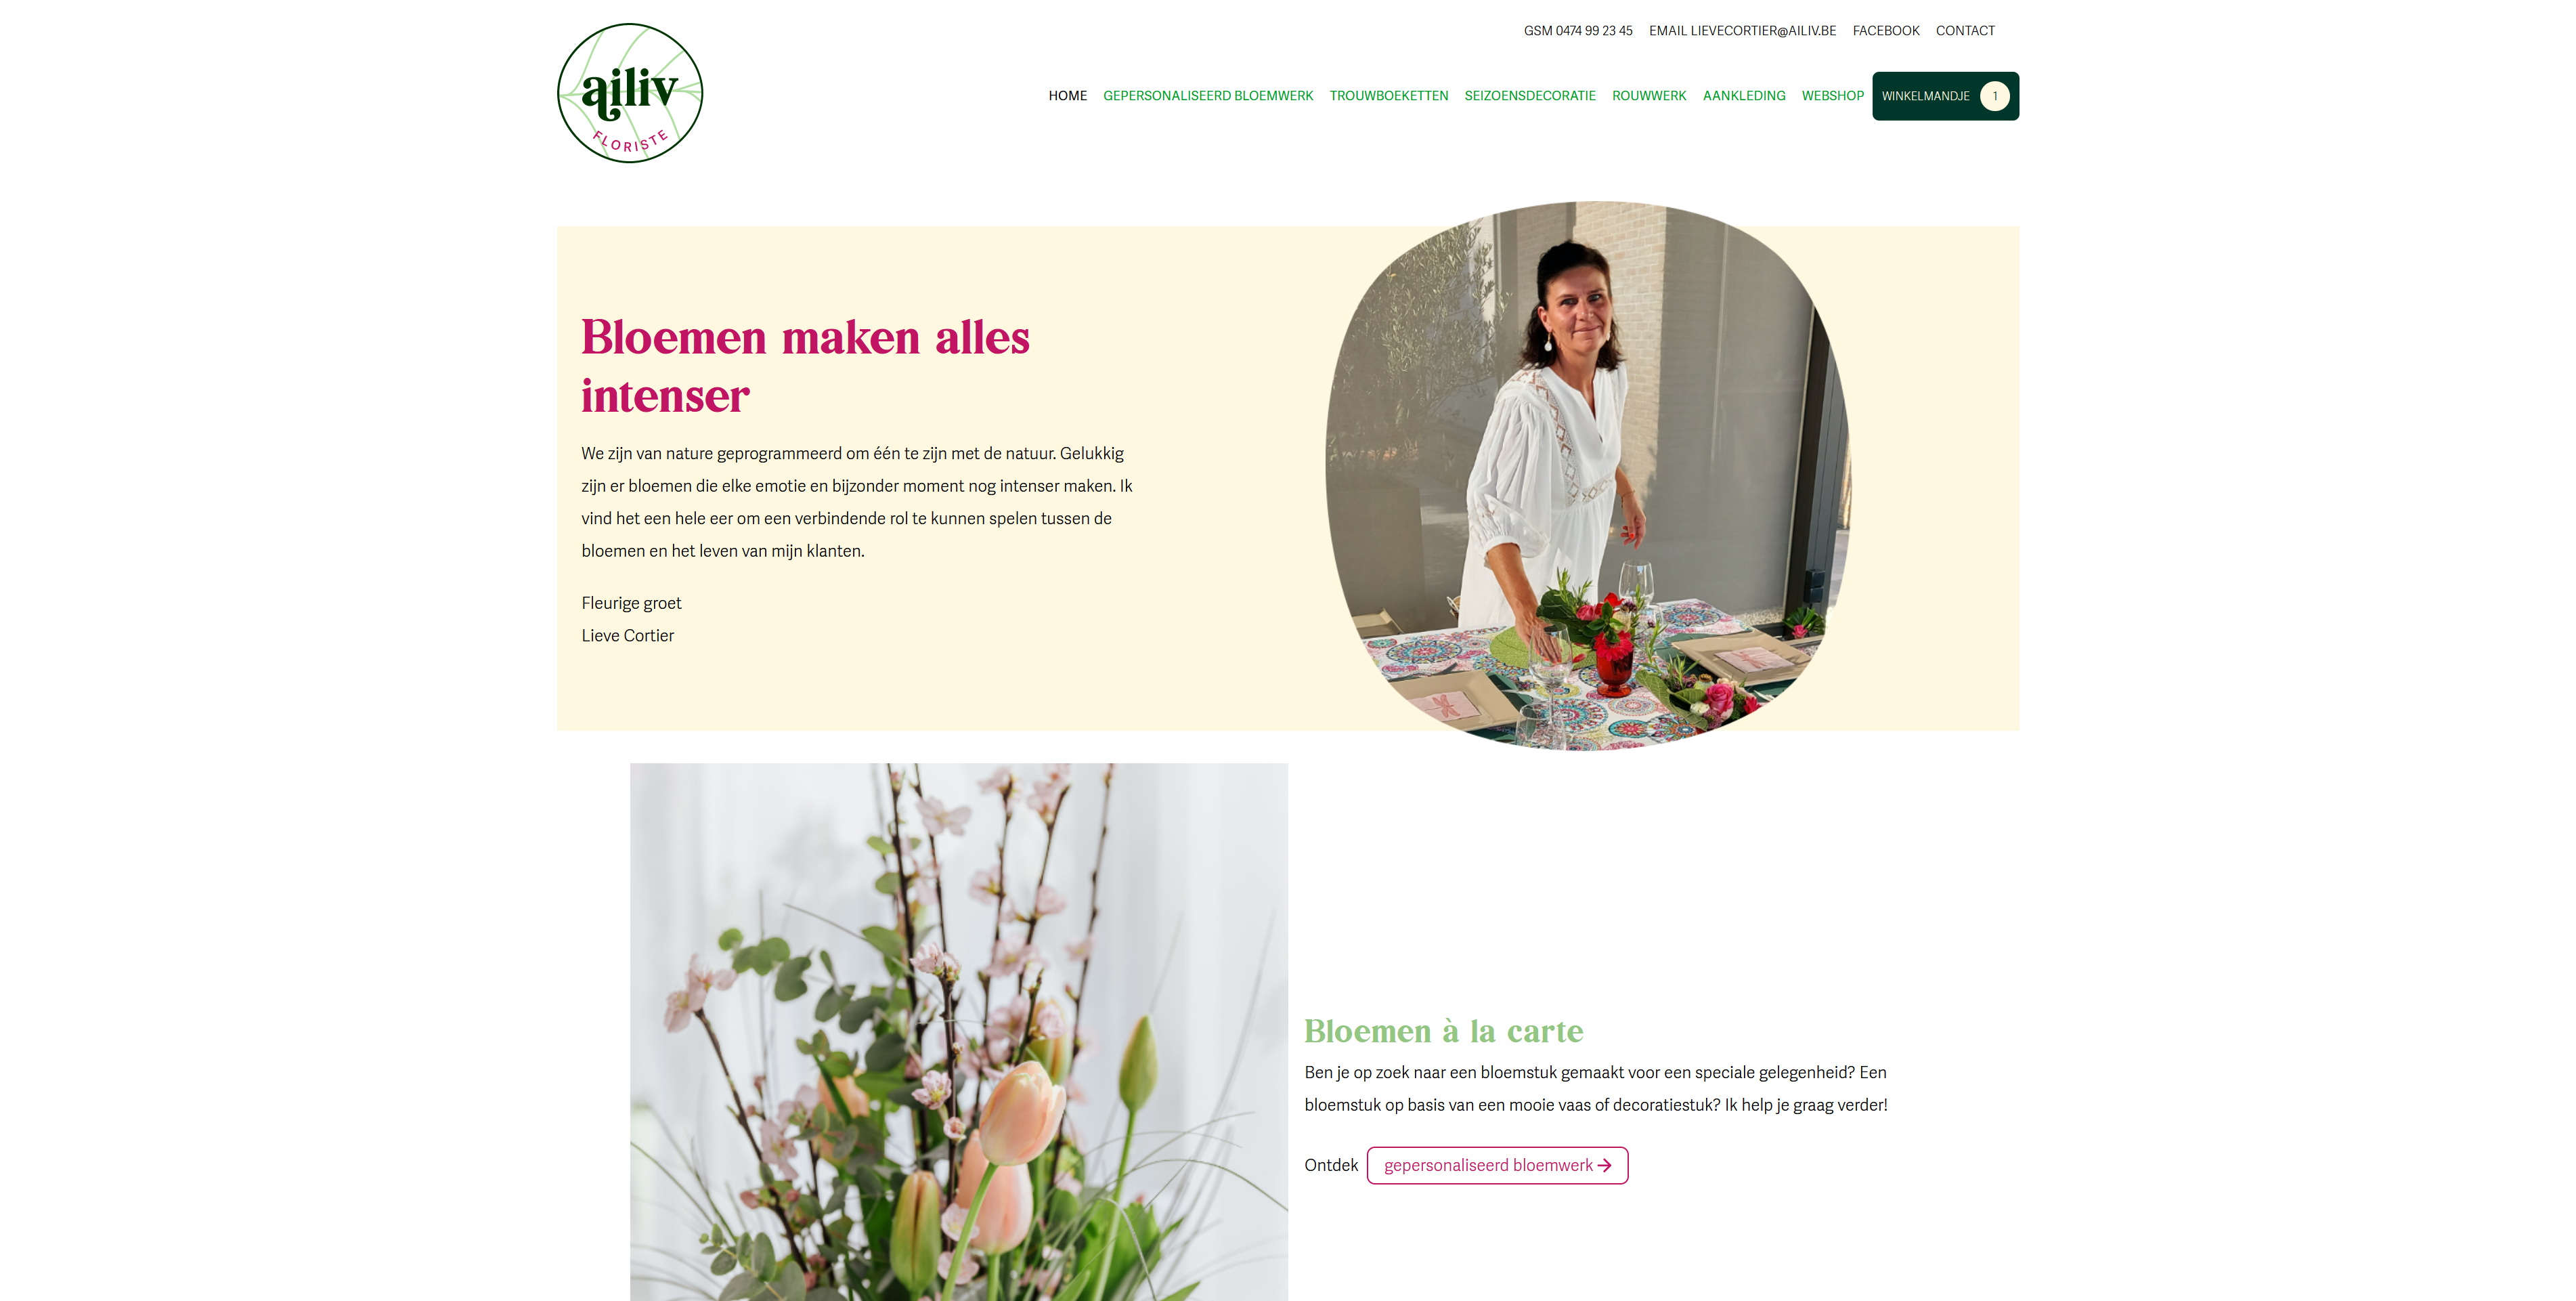 ailiv
FLORISTE
GSM 0474 99 23 45 EMAIL LIEVECORTIER@AILIV.BE FACEBOOK CONTACT
HOME GEPERSONALISEERD BLOEMWERK TROUWBOEKETTEN SEIZOENSDECORATIE ROUWWERK AANKLEDING WEBSHOP WINKELMANDJE 1
Bloemen maken alles
intenser
We zijn van nature geprogrammeerd om één te zijn met de natuur. Gelukkig
zijn er bloemen die elke emotie en bijzonder moment nog intenser maken. Ik
vind het een hele eer om een verbindende rol te kunnen spelen tussen de
bloemen en het leven van mijn klanten.
Fleurige groet
Lieve Cortier
Bloemen à la carte
Ben je op zoek naar een bloemstuk gemaakt voor een speciale gelegenheid? Een
bloemstuk op basis van een mooie vaas of decoratiestuk? Ik help je graag verder!
Ontdek gepersonaliseerd bloemwerk →